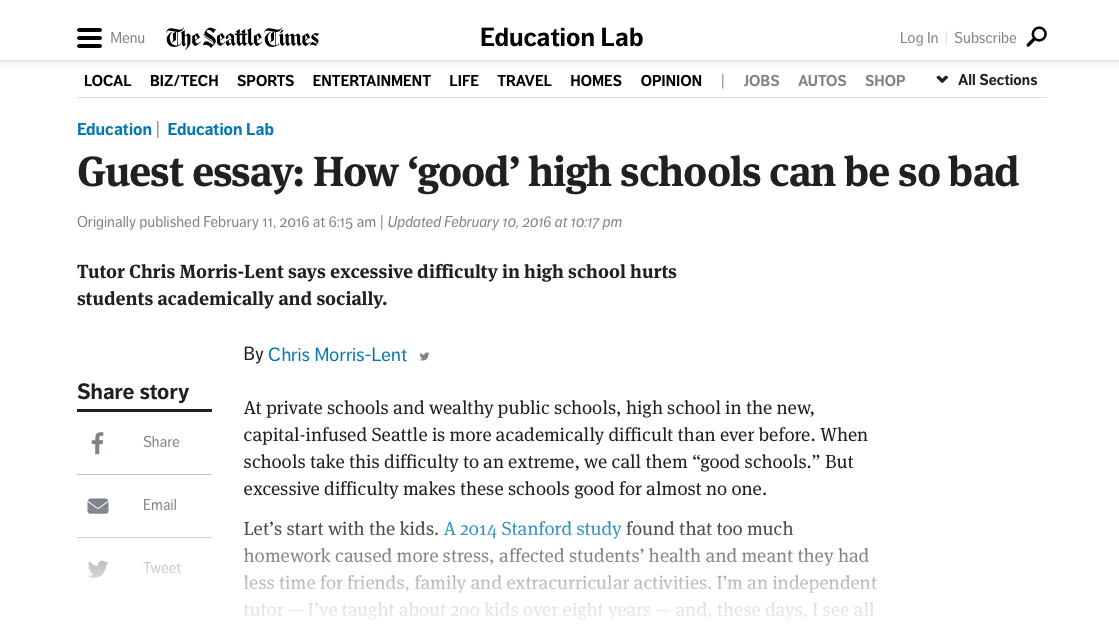 Menu The Seattle Times Education Lab Log In | Subscribe
LOCAL BIZ/TECH SPORTS ENTERTAINMENT LIFE TRAVEL HOMES OPINION | JOBS AUTOS SHOP All Sections
Education | Education Lab
Guest essay: How ‘good’ high schools can be so bad
Originally published February 11, 2016 at 6:15 am | Updated February 10, 2016 at 10:17 pm
Tutor Chris Morris-Lent says excessive difficulty in high school hurts
students academically and socially.
By Chris Morris-Lent
Share story
Share
Email
Tweet
At private schools and wealthy public schools, high school in the new,
capital-infused Seattle is more academically difficult than ever before. When
schools take this difficulty to an extreme, we call them “good schools.” But
excessive difficulty makes these schools good for almost no one.
Let’s start with the kids. A 2014 Stanford study found that too much
homework caused more stress, affected students’ health and meant they had
less time for friends, family and extracurricular activities. I’m an independent
tutor — I’ve taught about 200 kids over eight years — and, these days, I see all